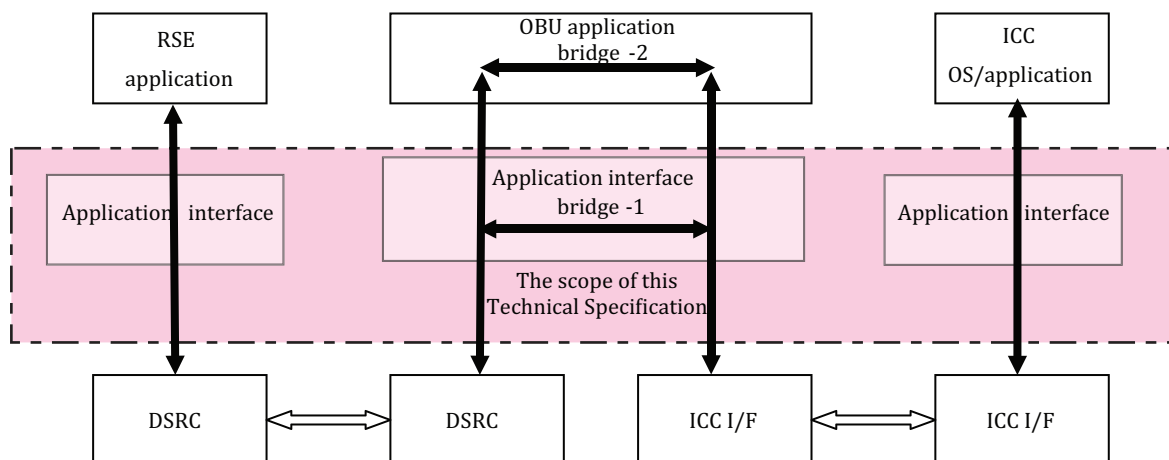 RSE
application
OBU application
bridge -2
ICC
OS/application
Application interface
Application interface
bridge -1
Application interface
The scope of this
Technical Specification
DSRC
DSRC
ICC I/F
ICC I/F